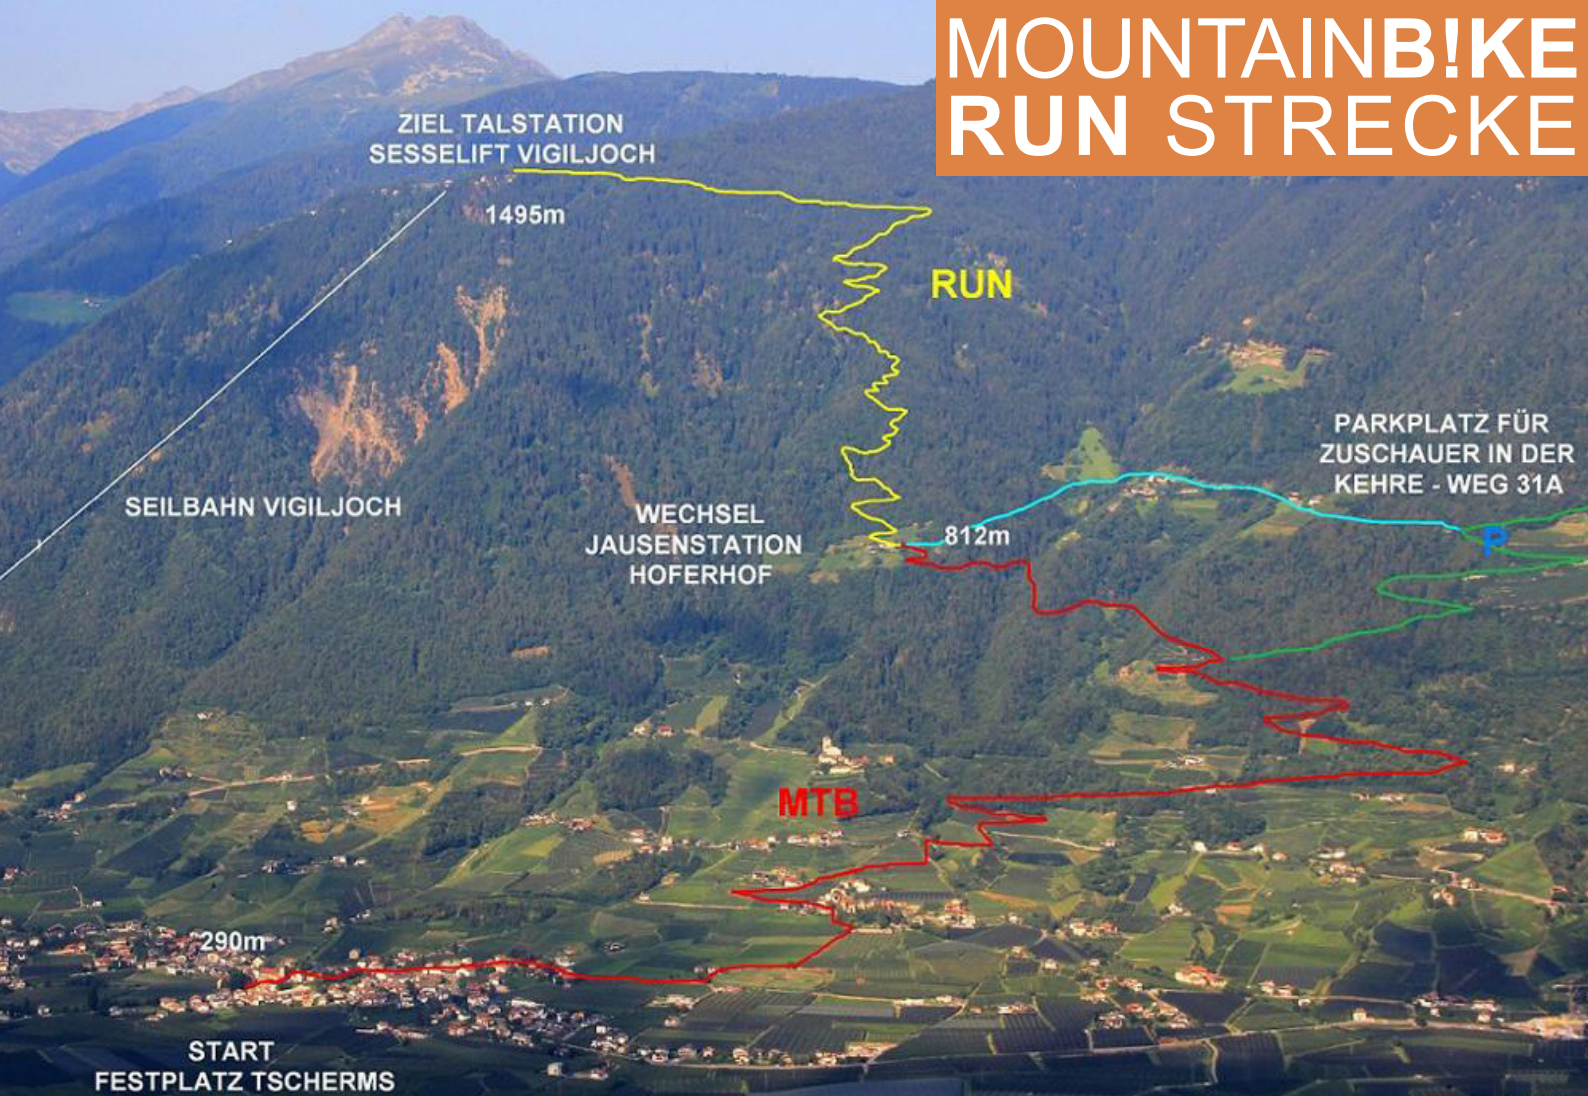 MOUNTAINB!KE
RUN STRECKE
ZIEL TALSTATION
SESSELIFT VIGILJOCH
1495m
RUN
PARKPLATZ FÜR
ZUSCHAUER IN DER
KEHRE - WEG 31A
SEILBAHN VIGILJOCH
WECHSEL
JAUSENSTATION
HOFERHOF
812m
P
MTB
290m
START
FESTPLATZ TSCHERMS